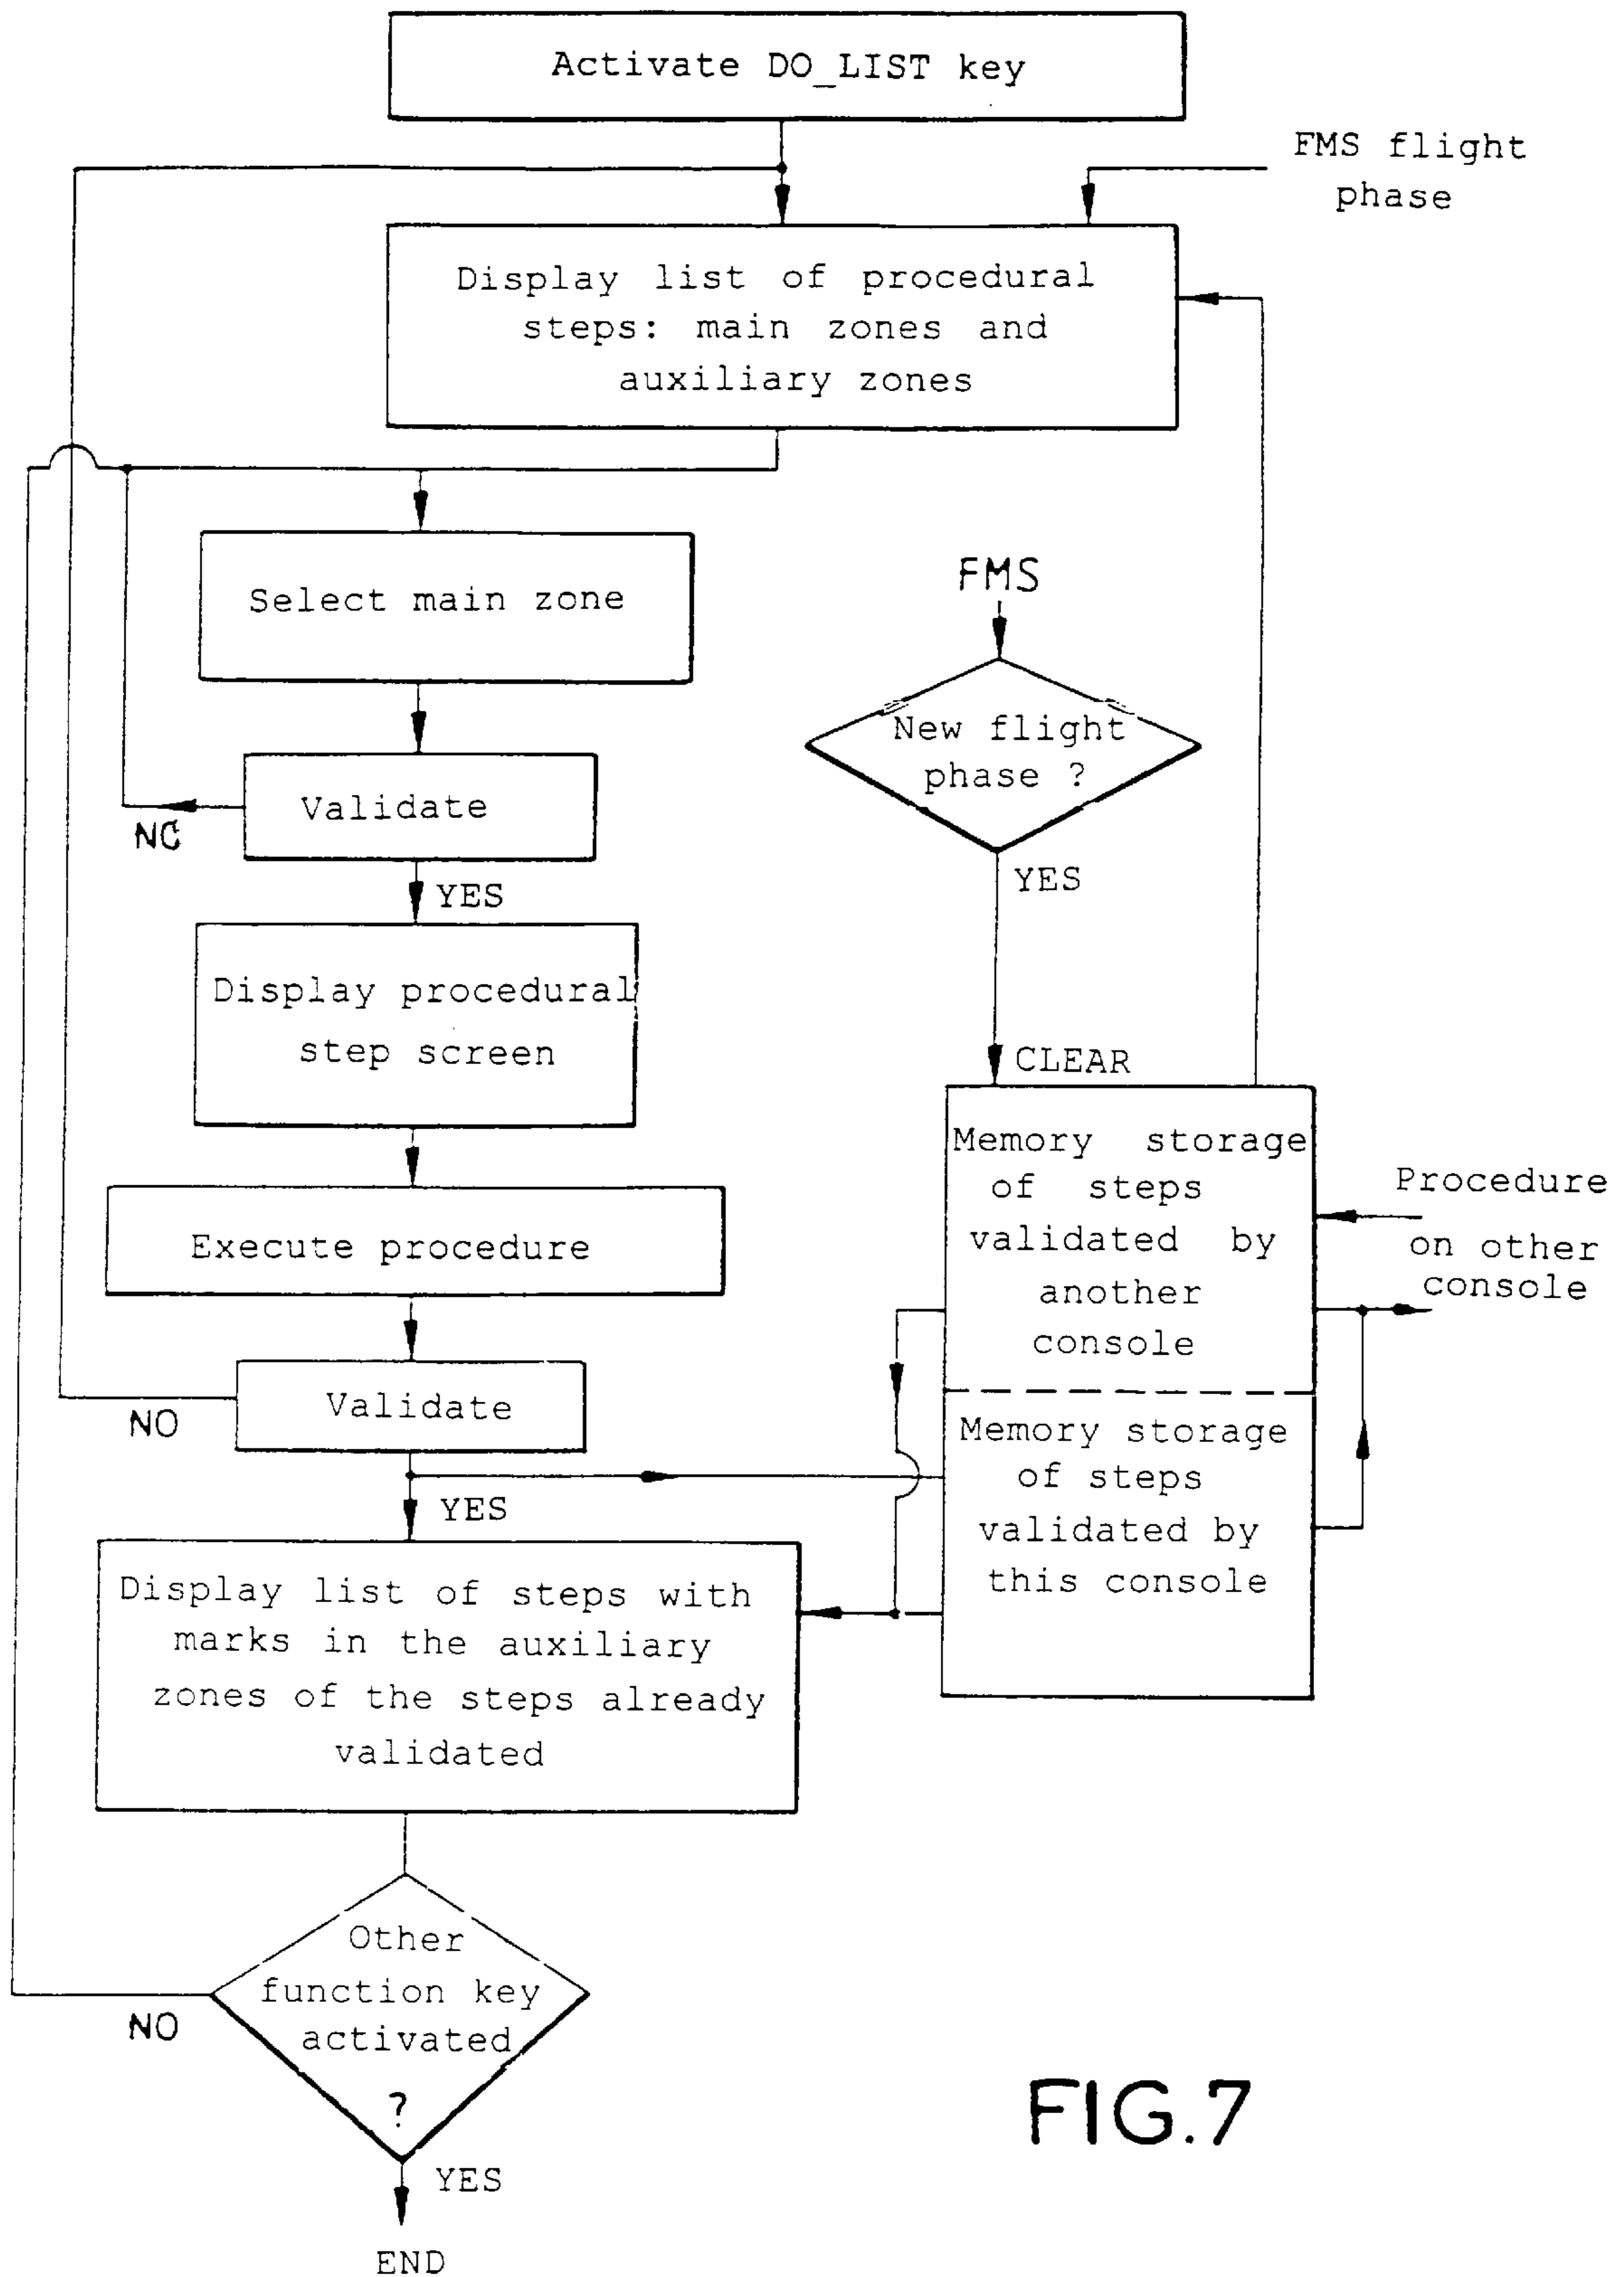 Activate DO_LIST key
FMS flight
phase
Display list of procedural
steps: main zones and
auxiliary zones
Select main zone
FMS
New flight
phase ?
Validate
NO
YES
YES
Display procedural
step screen
CLEAR
Memory storage
of steps
validated by
another
console
Procedure
on other
console
Execute procedure
Validate
NO
YES
Memory storage
of steps
validated by
this console
Display list of steps with
marks in the auxiliary
zones of the steps already
validated
Other
function key
activated
?
NO
YES
END
FIG.7